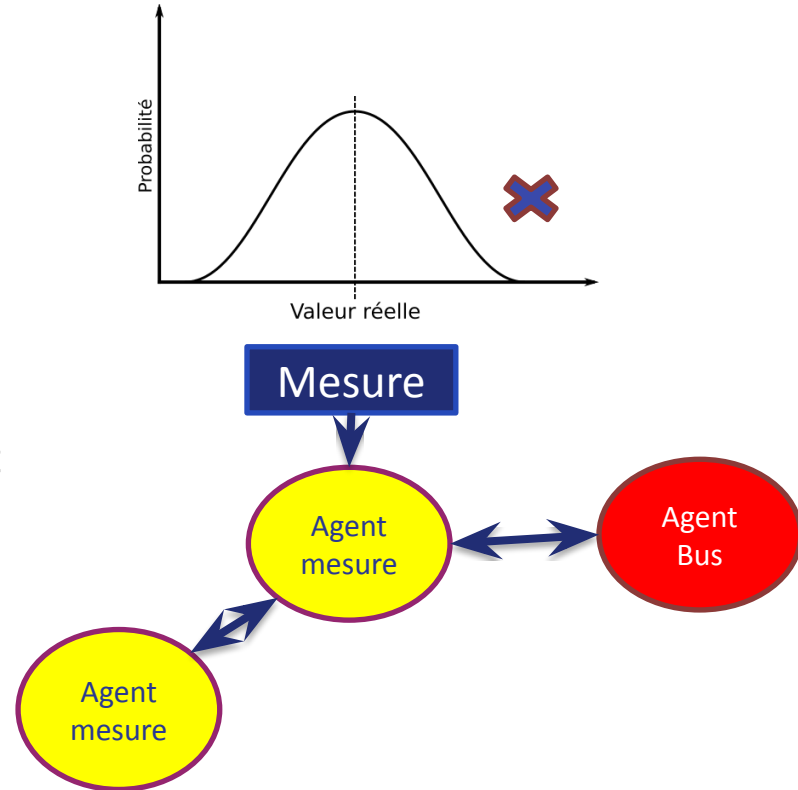 Probabilité
Valeur réelle
Mesure
Agent
mesure
Agent
Bus
Agent
mesure